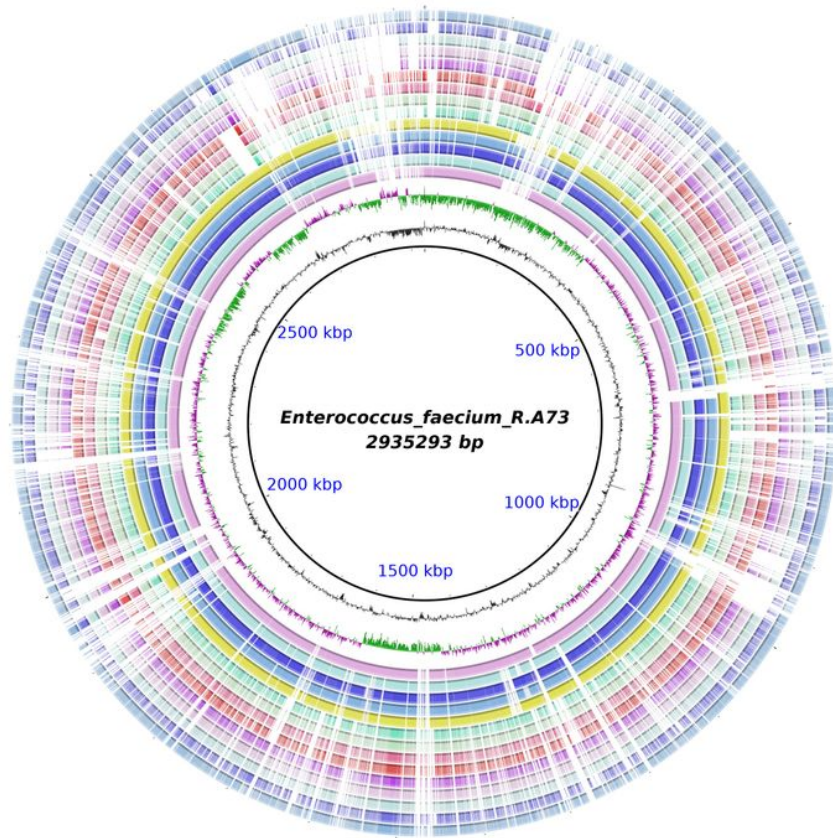 2500 kbp
500 kbp
Enterococcus_faecium_R.A73
2935293 bp
2000 kbp
1000 kbp
1500 kbp